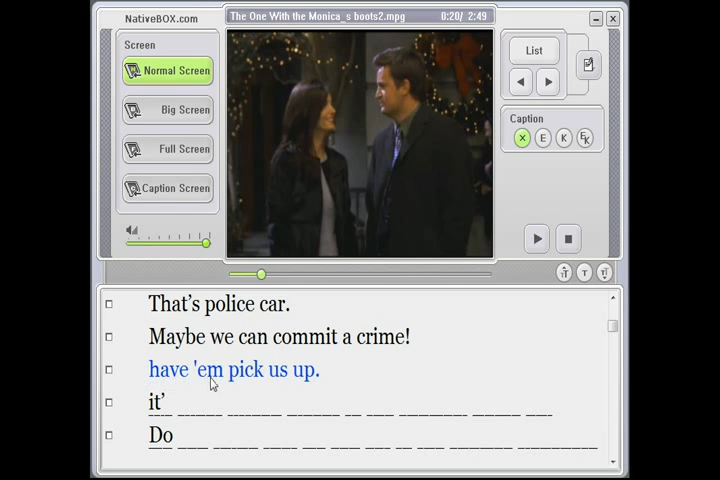 NativeBOX.com
The One With the Monica_s boots2.mpg 0:20/ 2:49
Screen
Normal Screen
Big Screen
Full Screen
Caption Screen
List
Caption
X E K EK
T T T
That's police car.
Maybe we can commit a crime!
have 'em pick us up.
it'
Do